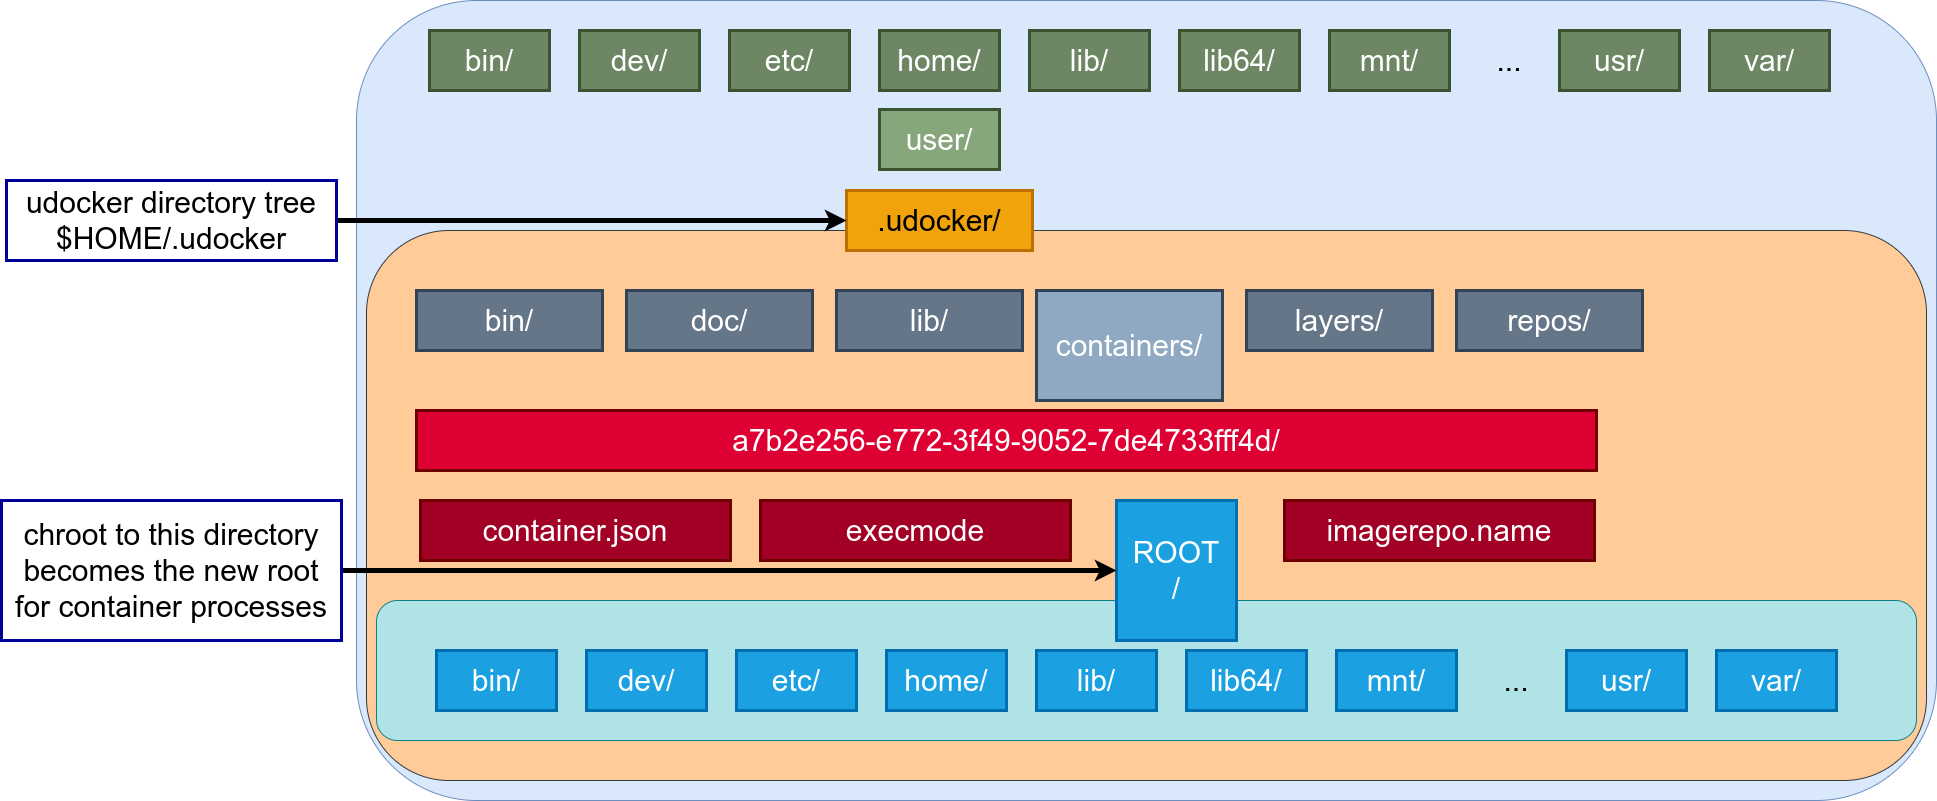 bin/ dev/ etc/ home/ lib/ lib64/ mnt/ ... usr/ var/
user/
udocker directory tree
$HOME/.udocker
.udocker/
bin/ doc/ lib/ containers/ layers/ repos/
a7b2e256-e772-3f49-9052-7de4733fff4d/
chroot to this directory
becomes the new root
for container processes
container.json execmode ROOT imagerepo.name
/
bin/ dev/ etc/ home/ lib/ lib64/ mnt/ ... usr/ var/